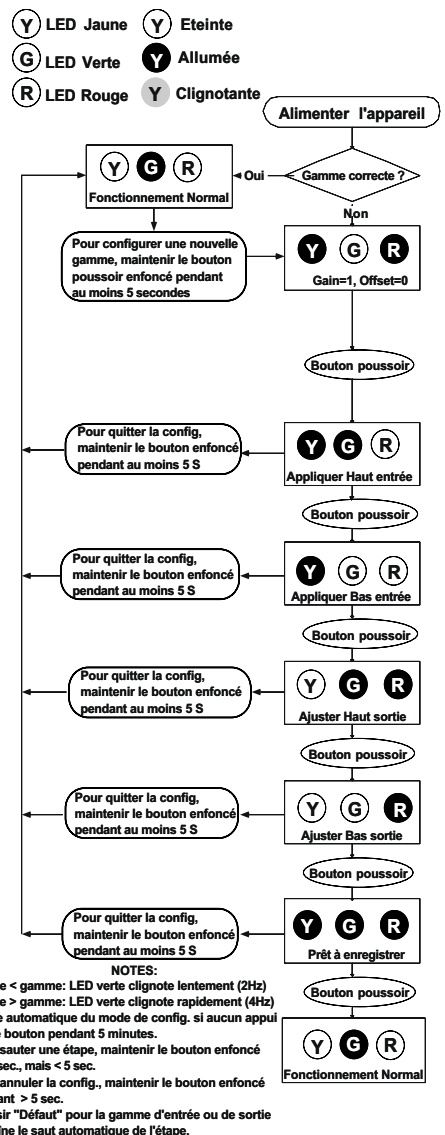 Y LED Jaune Y Eteinte
G LED Verte Y Allumée
R LED Rouge Y Clignotante
Alimenter l'appareil
Gamme correcte ?
Oui
Non
Y G R
Fonctionnement Normal
Pour configurer une nouvelle
gamme, maintenir le bouton
poussoir enfoncé pendant
au moins 5 secondes
Y G R
Gain=1, Offset=0
Bouton poussoir
Y G R
Appliquer Haut entrée
Pour quitter la config,
maintenir le bouton enfoncé
pendant au moins 5 S
Bouton poussoir
Y G R
Appliquer Bas entrée
Pour quitter la config,
maintenir le bouton enfoncé
pendant au moins 5 S
Bouton poussoir
Y G R
Ajuster Haut sortie
Pour quitter la config,
maintenir le bouton enfoncé
pendant au moins 5 S
Bouton poussoir
Y G R
Ajuster Bas sortie
Pour quitter la config,
maintenir le bouton enfoncé
pendant au moins 5 S
Bouton poussoir
Y G R
Prêt à enregistrer
Pour quitter la config,
maintenir le bouton enfoncé
pendant au moins 5 S
Bouton poussoir
Y G R
Fonctionnement Normal
NOTES:
< gamme: LED verte clignote lentement (2Hz)
> gamme: LED verte clignote rapidement (4Hz)
automatique du mode de config. si aucun appui
bouton pendant 5 minutes.
sauter une étape, maintenir le bouton enfoncé
sec., mais < 5 sec.
annuler la config., maintenir le bouton enfoncé
> 5 sec.
"Défaut" pour la gamme d'entrée ou de sortie
le saut automatique de l'étape.